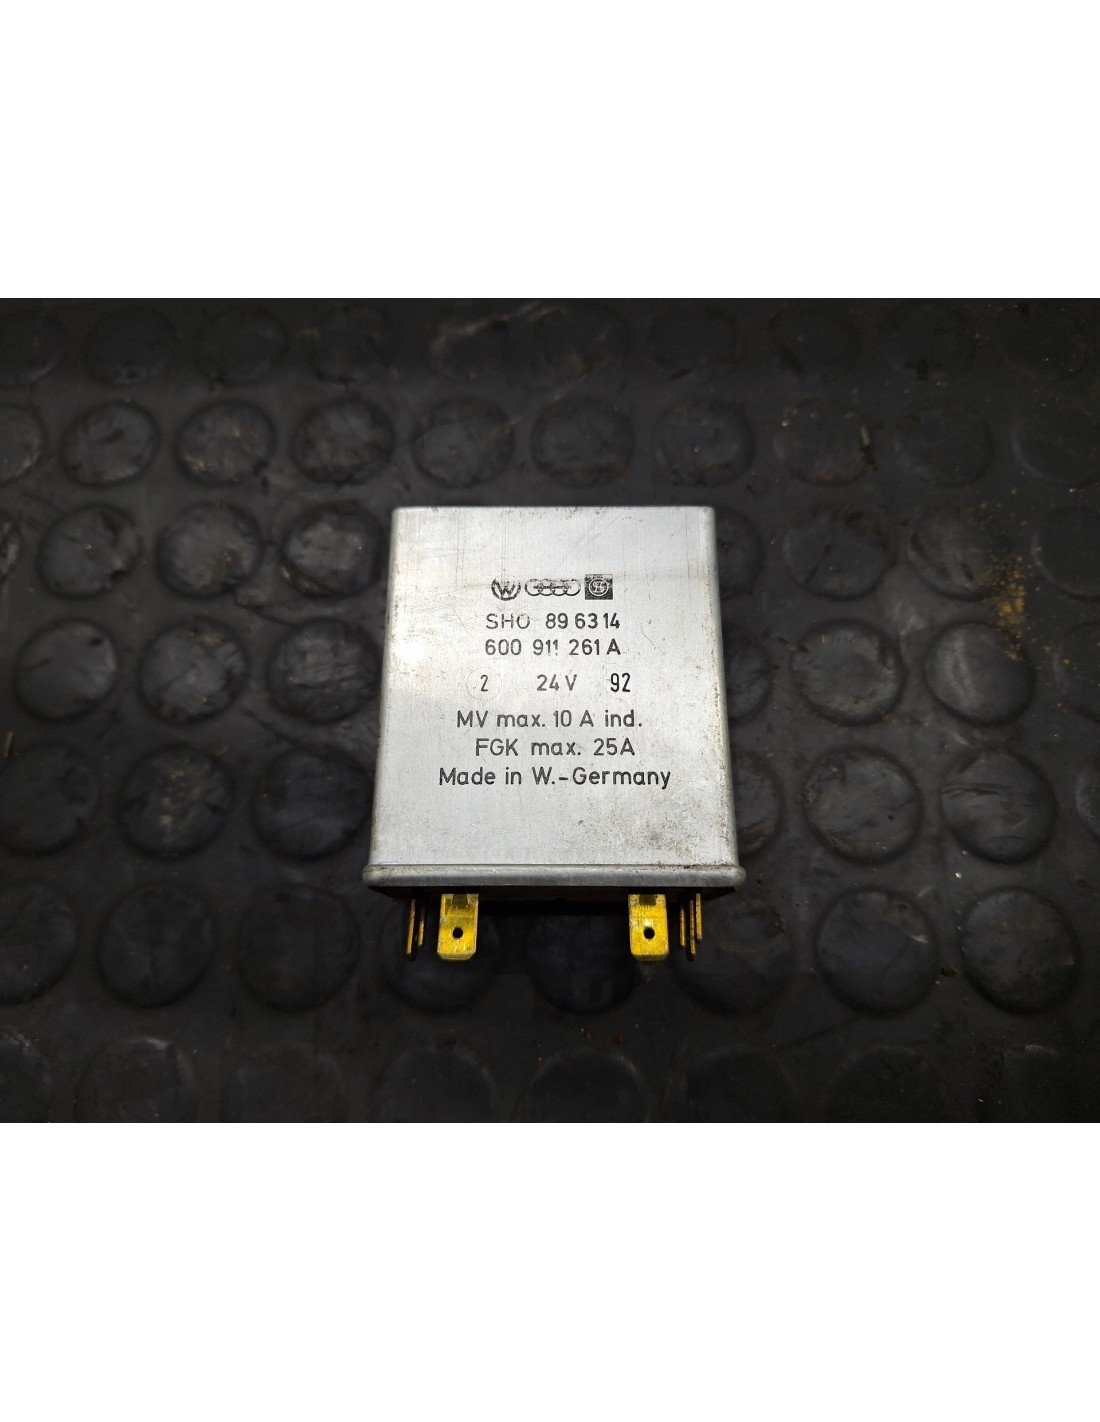 SHO 89 63 14
600 911 261 A
2 24V 92
MV max. 10 A ind.
FGK max. 25A
Made in W.-Germany